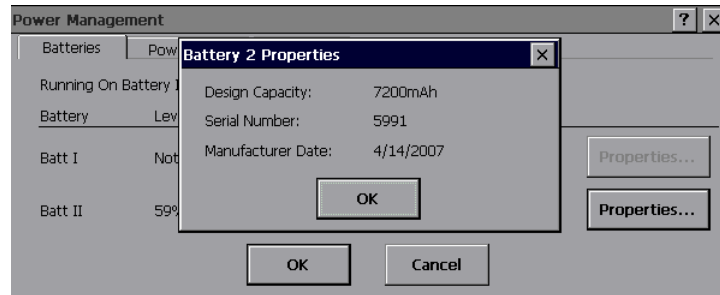 Power Management ? ×
Batteries Pow
Battery 2 Properties ×
Running On Battery
Design Capacity: 7200mAh
Battery Lev
Serial Number: 5991
Manufacturer Date: 4/14/2007
Batt I Not Properties...
OK
Batt II 59% Properties...
OK Cancel